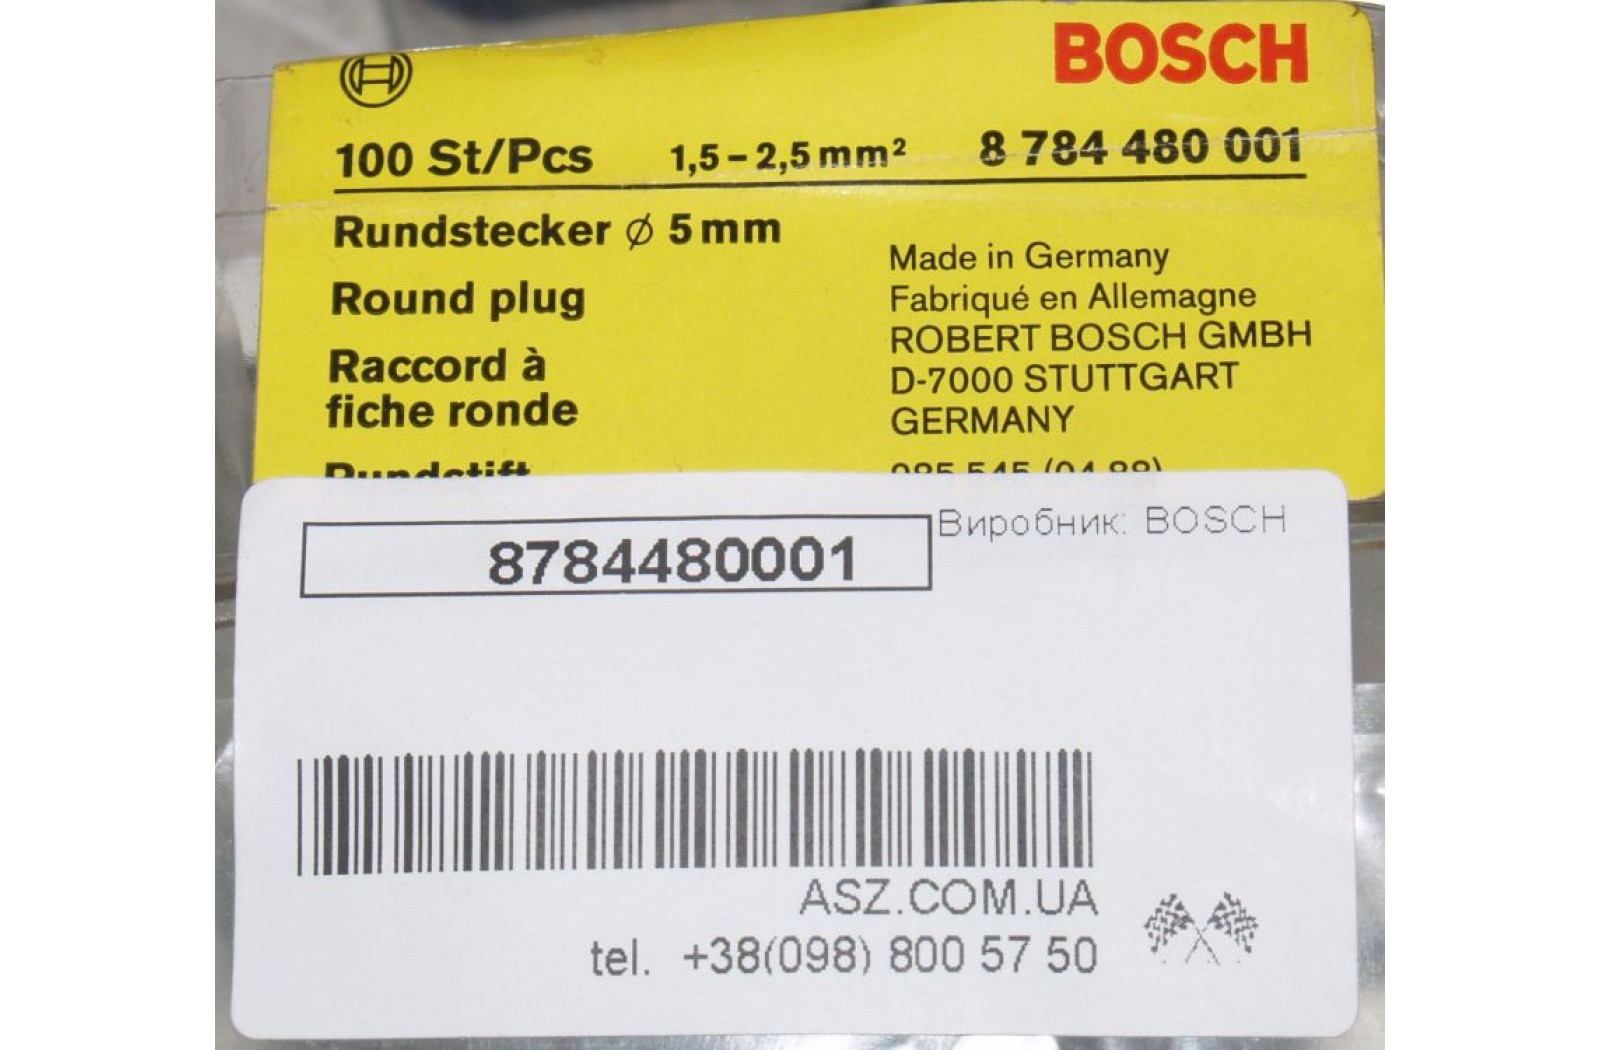 BOSCH
100 St/Pcs 1,5 – 2,5 mm² 8 784 480 001
Rundstecker ø 5 mm
Round plug
Raccord à
fiche ronde
Rundstift
Made in Germany
Fabriqué en Allemagne
ROBERT BOSCH GMBH
D-7000 STUTTGART
GERMANY
8784480001
Виробник: BOSCH
ASZ.COM.UA
tel. +38(098) 800 57 50